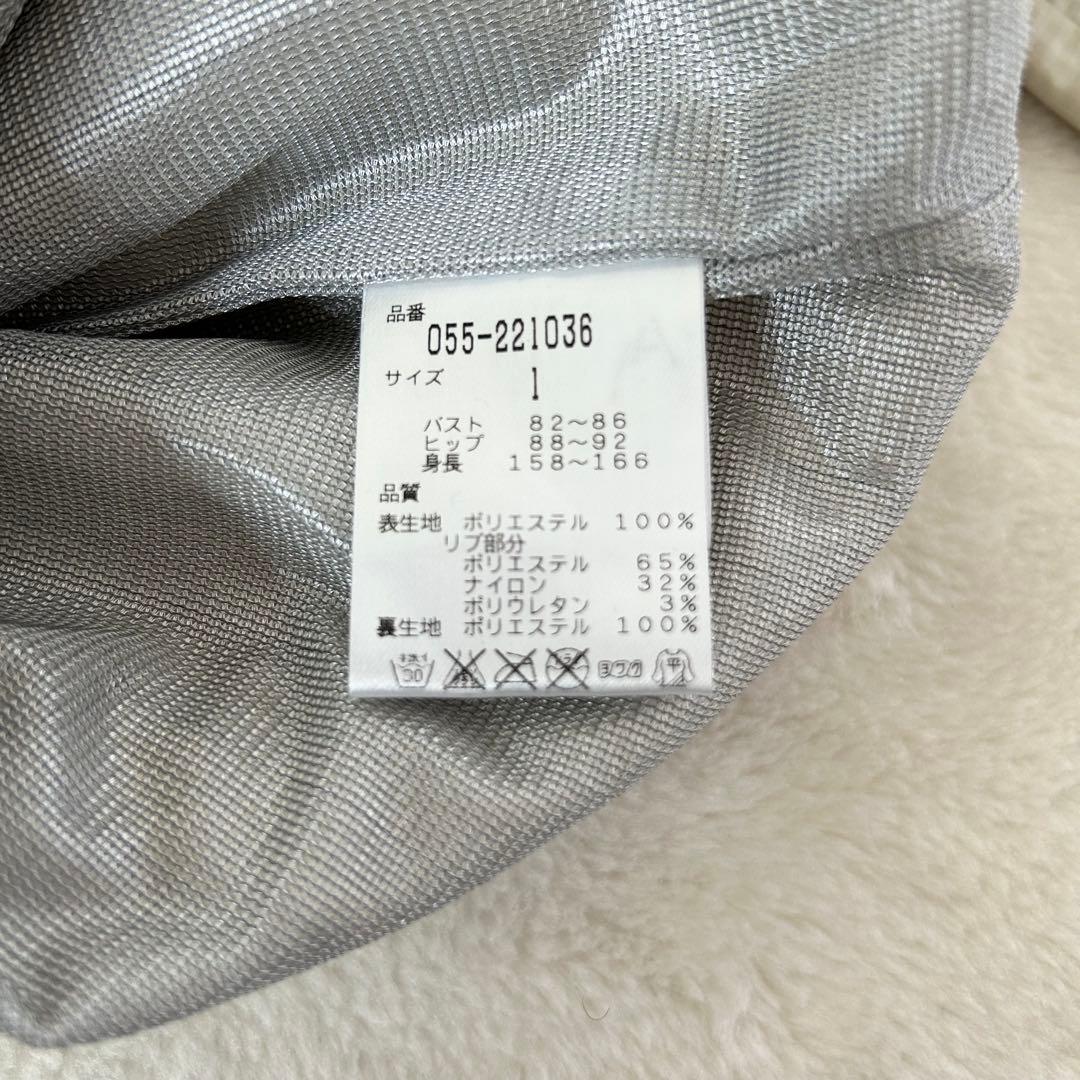 品番
055-221036
サイズ 1
バスト 82～86
ヒップ 88～92
身長 158～166
品質
表生地 ポリエステル 100%
リブ部分
ポリエステル 65%
ナイロン 32%
ポリウレタン 3%
裏生地 ポリエステル 100%
手洗イ 30 ヨワク 平